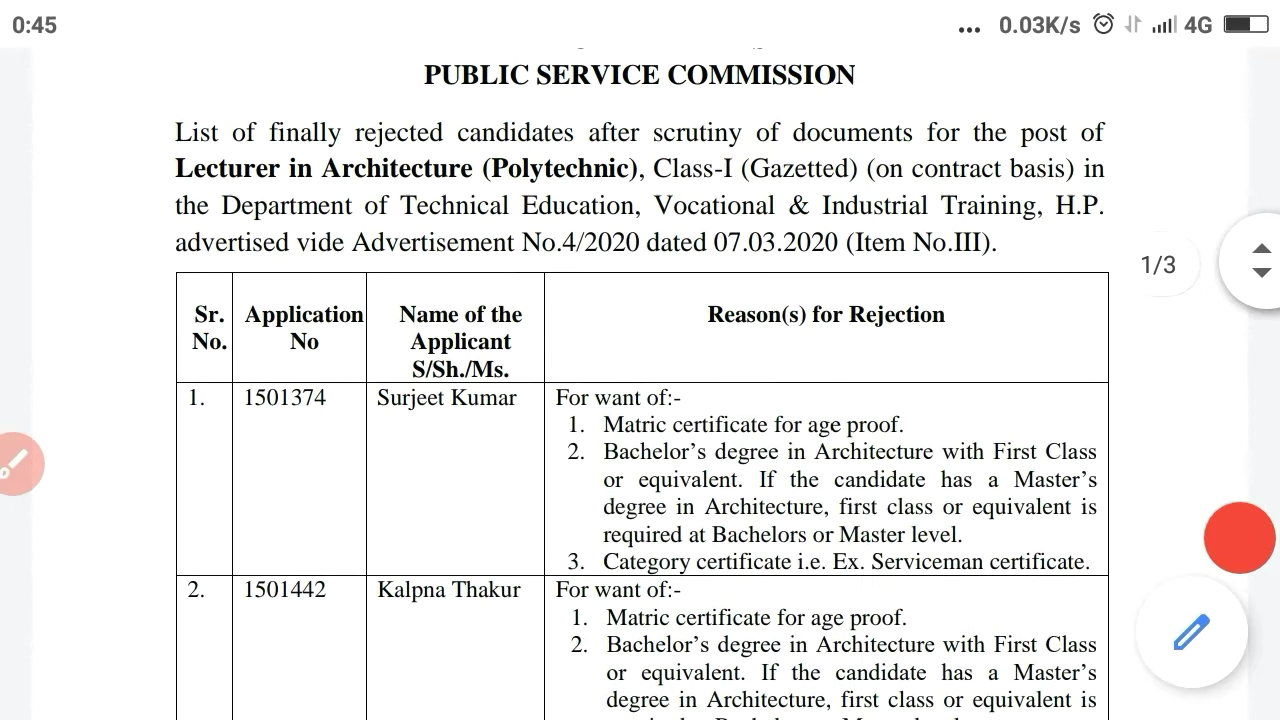 0:45
... 0.03K/s 4G
PUBLIC SERVICE COMMISSION
List of finally rejected candidates after scrutiny of documents for the post of
Lecturer in Architecture (Polytechnic), Class-I (Gazetted) (on contract basis) in
the Department of Technical Education, Vocational & Industrial Training, H.P.
advertised vide Advertisement No.4/2020 dated 07.03.2020 (Item No.III).
1/3
Sr. No. Application No Name of the Applicant S/Sh./Ms. Reason(s) for Rejection
1. 1501374 Surjeet Kumar For want of:-
1. Matric certificate for age proof.
2. Bachelor's degree in Architecture with First Class
or equivalent. If the candidate has a Master's
degree in Architecture, first class or equivalent is
required at Bachelors or Master level.
3. Category certificate i.e. Ex. Serviceman certificate.
2. 1501442 Kalpna Thakur For want of:-
1. Matric certificate for age proof.
2. Bachelor's degree in Architecture with First Class
or equivalent. If the candidate has a Master's
degree in Architecture, first class or equivalent is